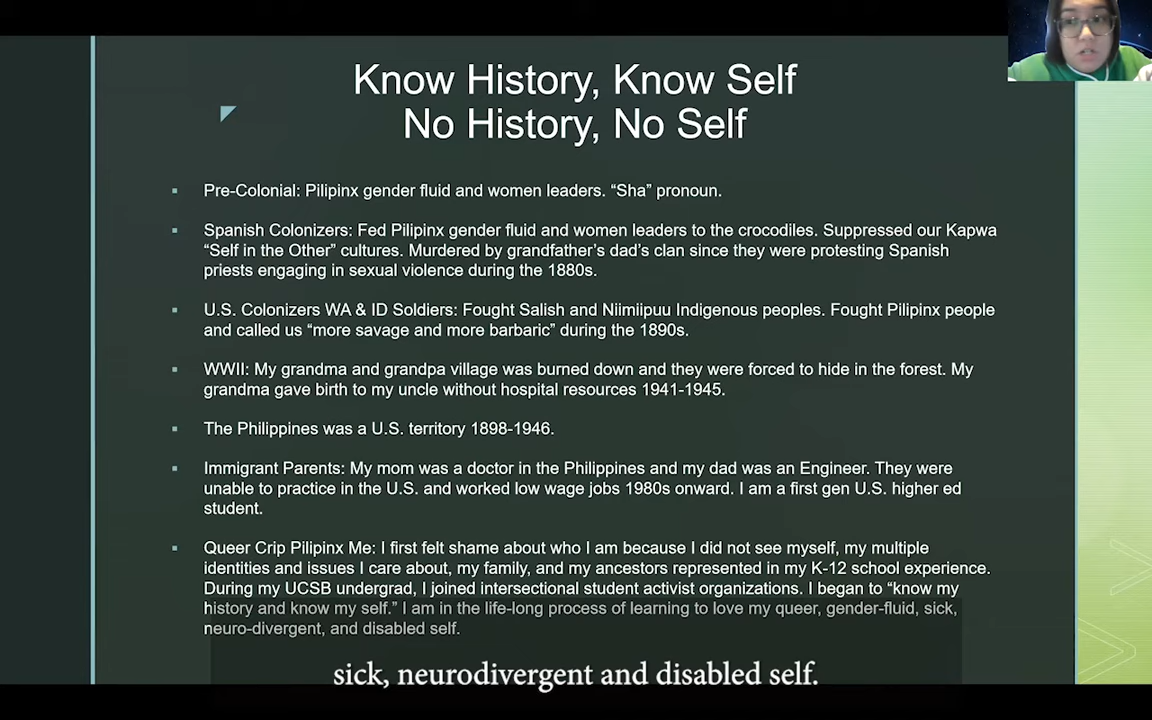 Know History, Know Self
No History, No Self
Pre-Colonial: Pilipinx gender fluid and women leaders. “Sha” pronoun.
Spanish Colonizers: Fed Pilipinx gender fluid and women leaders to the crocodiles. Suppressed our Kapwa
“Self in the Other” cultures. Murdered by grandfather’s dad’s clan since they were protesting Spanish
priests engaging in sexual violence during the 1880s.
U.S. Colonizers WA & ID Soldiers: Fought Salish and Niimiipuu Indigenous peoples. Fought Pilipinx people
and called us “more savage and more barbaric” during the 1890s.
WWII: My grandma and grandpa village was burned down and they were forced to hide in the forest. My
grandma gave birth to my uncle without hospital resources 1941-1945.
The Philippines was a U.S. territory 1898-1946.
Immigrant Parents: My mom was a doctor in the Philippines and my dad was an Engineer. They were
unable to practice in the U.S. and worked low wage jobs 1980s onward. I am a first gen U.S. higher ed
student.
Queer Crip Pilipinx Me: I first felt shame about who I am because I did not see myself, my multiple
identities and issues I care about, my family, and my ancestors represented in my K-12 school experience.
During my UCSB undergrad, I joined intersectional student activist organizations. I began to “know my
history and know my self.” I am in the life-long process of learning to love my queer, gender-fluid, sick,
neuro-divergent, and disabled self.
sick, neurodivergent and disabled self.